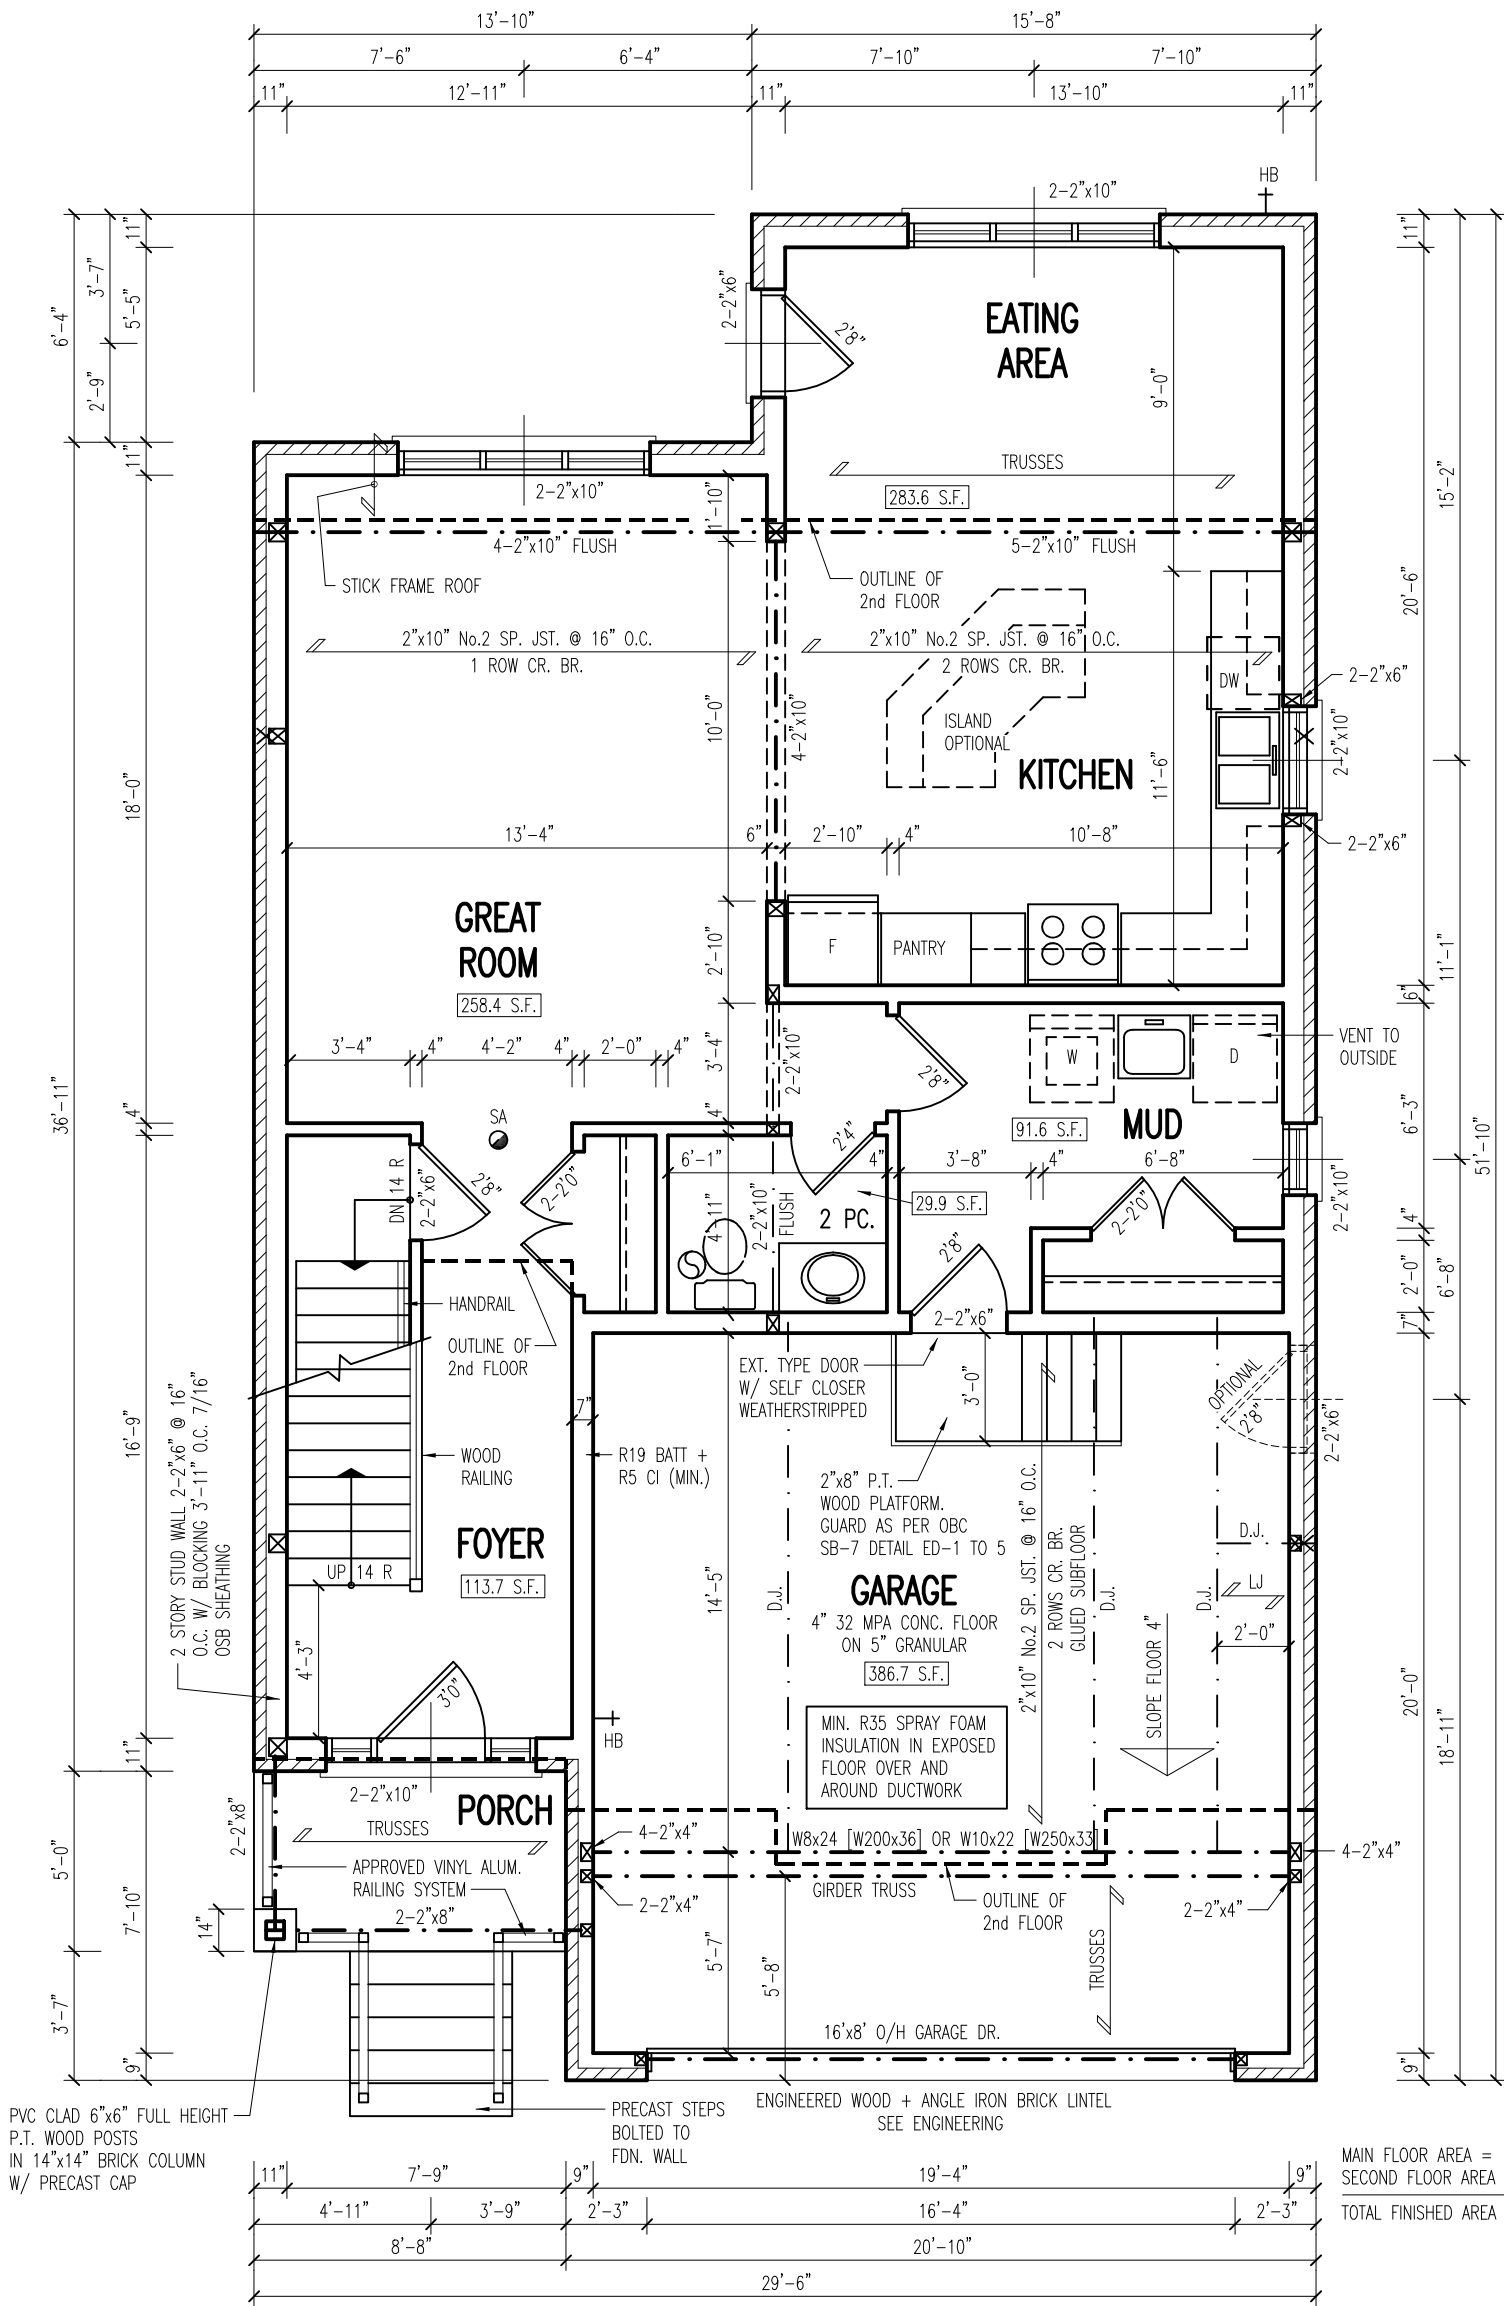 13'-10"
15'-8"
7'-6"
6'-4"
7'-10"
7'-10"
11"
12'-11"
11"
13'-10"
11"
2-2"x10"
HB
11"
3'-7"
5'-5"
6'-4"
2'-9"
11"
2-2"x6"
2'8"
EATING
AREA
9'-0"
11"
15'-2"
TRUSSES
283.6 S.F.
2-2"x10"
1'-10"
4-2"x10" FLUSH
5-2"x10" FLUSH
STICK FRAME ROOF
OUTLINE OF
2nd FLOOR
20'-6"
2"x10" No.2 SP. JST. @ 16" O.C.
1 ROW CR. BR.
2"x10" No.2 SP. JST. @ 16" O.C.
2 ROWS CR. BR.
DW
2-2"x6"
10'-0"
4-2"x10"
ISLAND
OPTIONAL
2-2"x10"
KITCHEN
11'-6"
18'-0"
13'-4"
6"
2'-10"
4"
10'-8"
2-2"x6"
GREAT
ROOM
258.4 S.F.
2'-10"
F
PANTRY
11'-1"
6"
3'-4"
4"
4'-2"
4"
2'-0"
4"
3'-4"
2-2"x10"
2'8"
W
D
VENT TO
OUTSIDE
36'-11"
4"
SA
4"
2'4"
91.6 S.F.
MUD
6'-3"
51'-10"
DN 14 R
2-2"x6"
2'8"
2-2'0"
6'-1"
4"
3'-8"
4"
6'-8"
4'-11"
2-2"x10"
FLUSH
29.9 S.F.
2 PC.
2-2'0"
2-2"x10"
4"
2'8"
2'-0"
6'-8"
HANDRAIL
OUTLINE OF
2nd FLOOR
2-2"x6"
7"
EXT. TYPE DOOR
W/ SELF CLOSER
WEATHERSTRIPPED
3'-0"
OPTIONAL
2'8"
2-2"x6"
2 STORY STUD WALL 2-2"x6" @ 16"
O.C. W/ BLOCKING 3'-11" O.C. 7/16"
OSB SHEATHING
16'-9"
7"
WOOD
RAILING
R19 BATT +
R5 CI (MIN.)
2"x8" P.T.
WOOD PLATFORM.
GUARD AS PER OBC
SB-7 DETAIL ED-1 TO 5
2"x10" No.2 SP. JST. @ 16" O.C.
2 ROWS CR. BR.
GLUED SUBFLOOR
D.J.
FOYER
113.7 S.F.
UP 14 R
14'-5"
D.J.
GARAGE
4" 32 MPA CONC. FLOOR
ON 5" GRANULAR
386.7 S.F.
D.J.
D.J.
LJ
2'-0"
4'-3"
3'0"
SLOPE FLOOR 4"
20'-0"
18'-11"
HB
MIN. R35 SPRAY FOAM
INSULATION IN EXPOSED
FLOOR OVER AND
AROUND DUCTWORK
11"
2-2"x10"
PORCH
2-2"x8"
TRUSSES
4-2"x4"
W8x24 [W200x36] OR W10x22 [W250x33]
4-2"x4"
APPROVED VINYL ALUM.
RAILING SYSTEM
5'-0"
7'-10"
GIRDER TRUSS
OUTLINE OF
2nd FLOOR
2-2"x4"
2-2"x4"
2-2"x8"
14"
5'-7"
5'-8"
TRUSSES
3'-7"
16'x8' O/H GARAGE DR.
9"
9"
PVC CLAD 6"x6" FULL HEIGHT
P.T. WOOD POSTS
IN 14"x14" BRICK COLUMN
W/ PRECAST CAP
PRECAST STEPS
BOLTED TO
FDN. WALL
ENGINEERED WOOD + ANGLE IRON BRICK LINTEL
SEE ENGINEERING
MAIN FLOOR AREA =
SECOND FLOOR AREA
TOTAL FINISHED AREA
11"
7'-9"
9"
19'-4"
9"
4'-11"
3'-9"
2'-3"
16'-4"
2'-3"
8'-8"
20'-10"
29'-6"